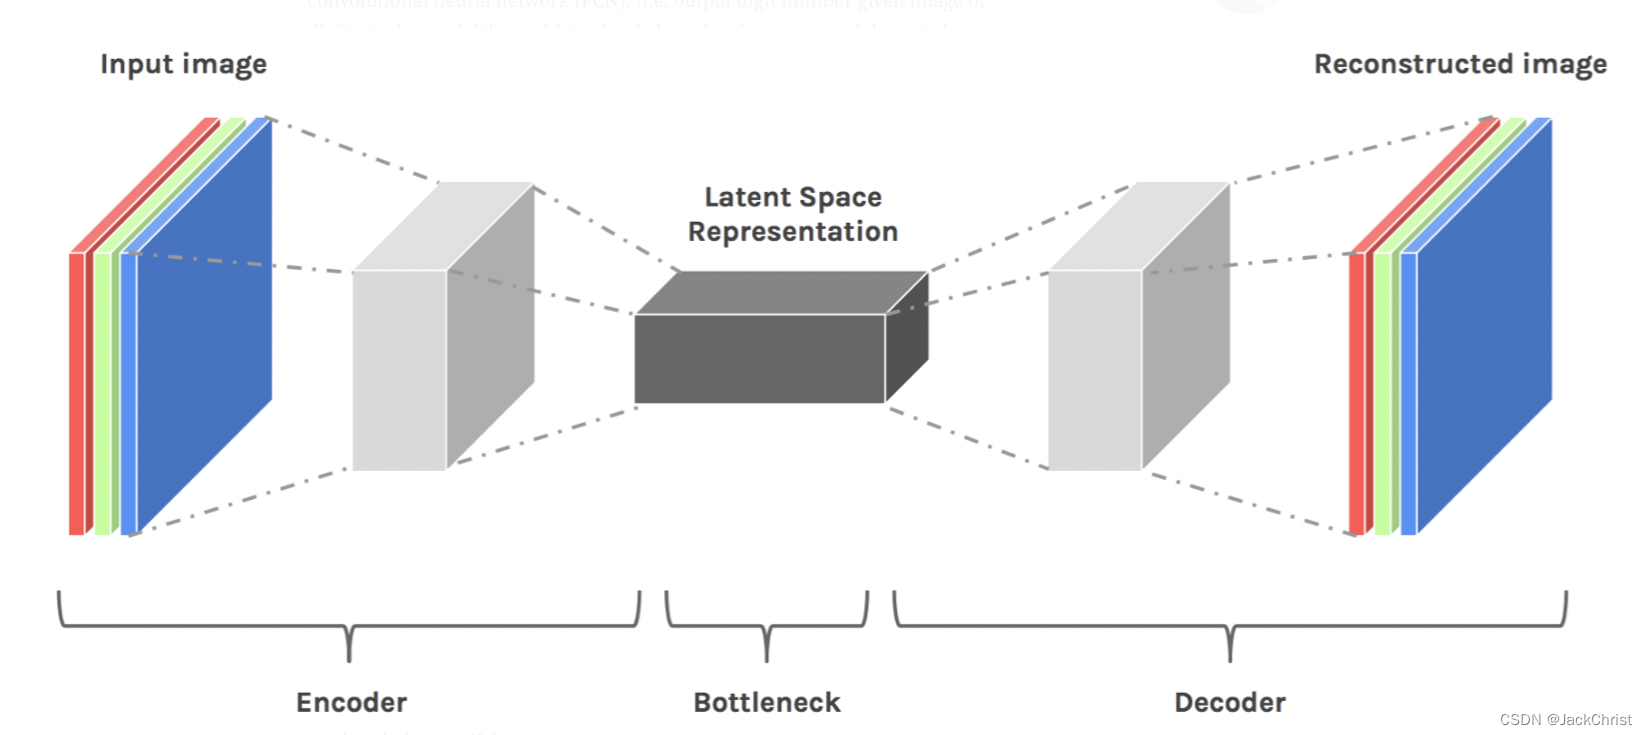 convolutional neural network (FCN). (i.e. output digit number given image of
Input image
Reconstructed image
Latent Space
Representation
Encoder
Bottleneck
Decoder
CSDN @JackChrist